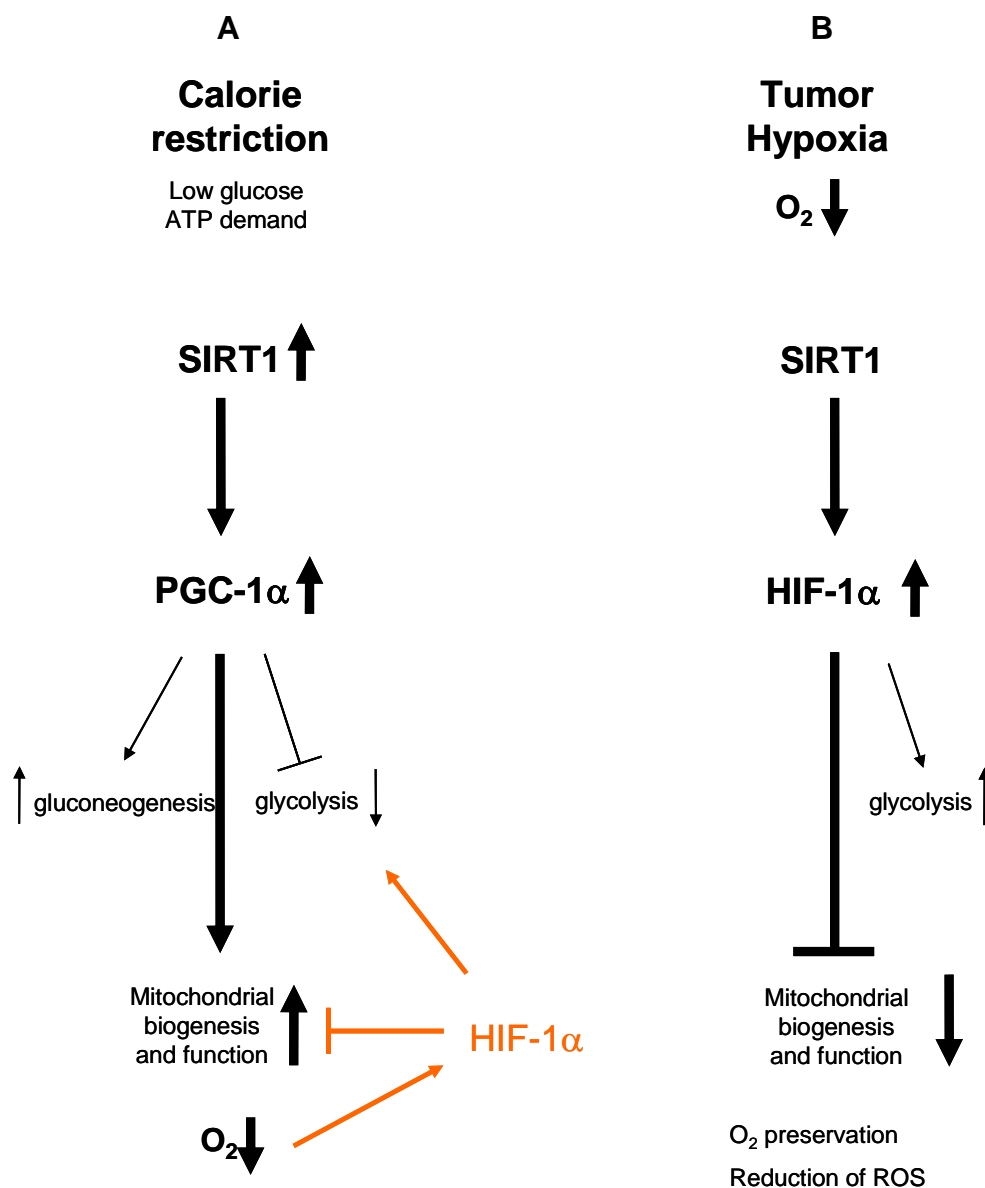 A
Calorie
restriction
Low glucose
ATP demand
SIRT1
PGC-1α
gluconeogenesis
glycolysis
Mitochondrial
biogenesis
and function
HIF-1α
O₂
B
Tumor
Hypoxia
O₂
SIRT1
HIF-1α
glycolysis
Mitochondrial
biogenesis
and function
O₂ preservation
Reduction of ROS